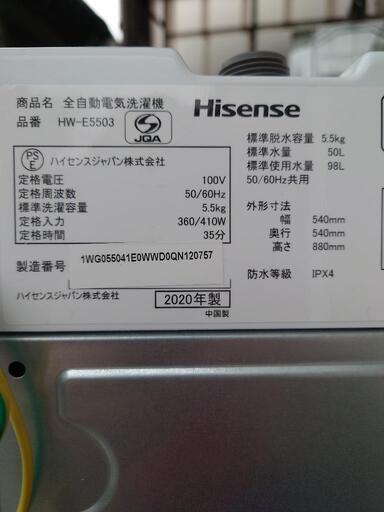 商品名 全自動電気洗濯機
品番 HW-E5503
JQA
Hisense
PS
E
ハイセンスジャパン株式会社
定格電圧 100V
定格周波数 50/60Hz
標準洗濯容量 5.5kg
定格入力 360/410W
定格時間 35分
標準脱水容量 5.5kg
標準水量 50L
標準使用水量 98L
50/60Hz共用
外形寸法
幅 540mm
奥行 540mm
高さ 880mm
防水等級 IPX4
製造番号 1WG055041E0WWD0QN120757
ハイセンスジャパン株式会社
2020年製
中国製